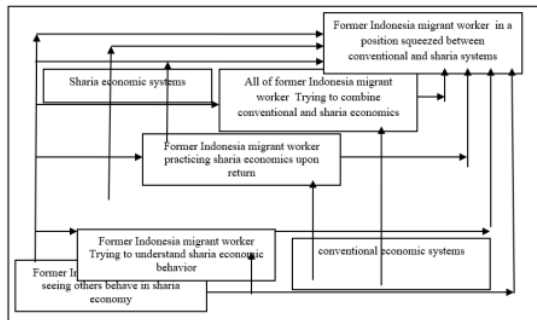 Former Indonesia migrant worker in a
position squeezed between
conventional and sharia systems
Sharia economic systems
All of former Indonesia migrant
worker Trying to combine
conventional and sharia economics
Former Indonesia migrant worker
practicing sharia economics upon
return
Former Indonesia migrant worker
Trying to understand sharia economic
behavior
conventional economic systems
Former
seeing others behave in sharia
economy